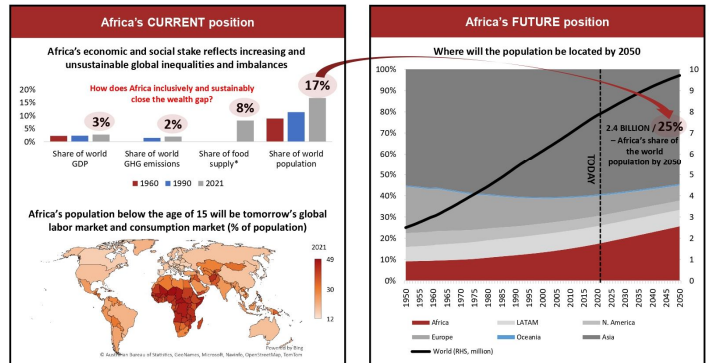 Africa's CURRENT position
Africa's economic and social stake reflects increasing and
unsustainable global inequalities and imbalances
How does Africa inclusively and sustainably
close the wealth gap?
20%
15%
10%
5%
0%
3%
2%
8%
17%
Share of world
GDP
Share of world
GHG emissions
Share of food
supply*
Share of world
population
1960
1990
2021
Africa's population below the age of 15 will be tomorrow's global
labor market and consumption market (% of population)
2021
49
30
12
Powered by Bing
© Australian Bureau of Statistics, GeoNames, Microsoft, Navinfo, OpenStreetMap, TomTom
Africa's FUTURE position
Where will the population be located by 2050
100%
90%
80%
70%
60%
50%
40%
30%
20%
10%
0%
10
9
8
7
6
5
4
3
2
1
0
TODAY
2.4 BILLION / 25%
– Africa's share of
the world
population by 2050
1950
1955
1960
1965
1970
1975
1980
1985
1990
1995
2000
2005
2010
2015
2020
2025
2030
2035
2040
2045
2050
Africa
LATAM
N. America
Europe
Oceania
Asia
World (RHS, million)